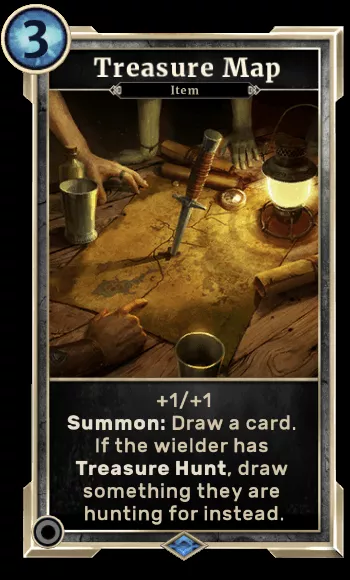 3
Treasure Map
Item
+1/+1
Summon: Draw a card.
If the wielder has
Treasure Hunt, draw
something they are
hunting for instead.